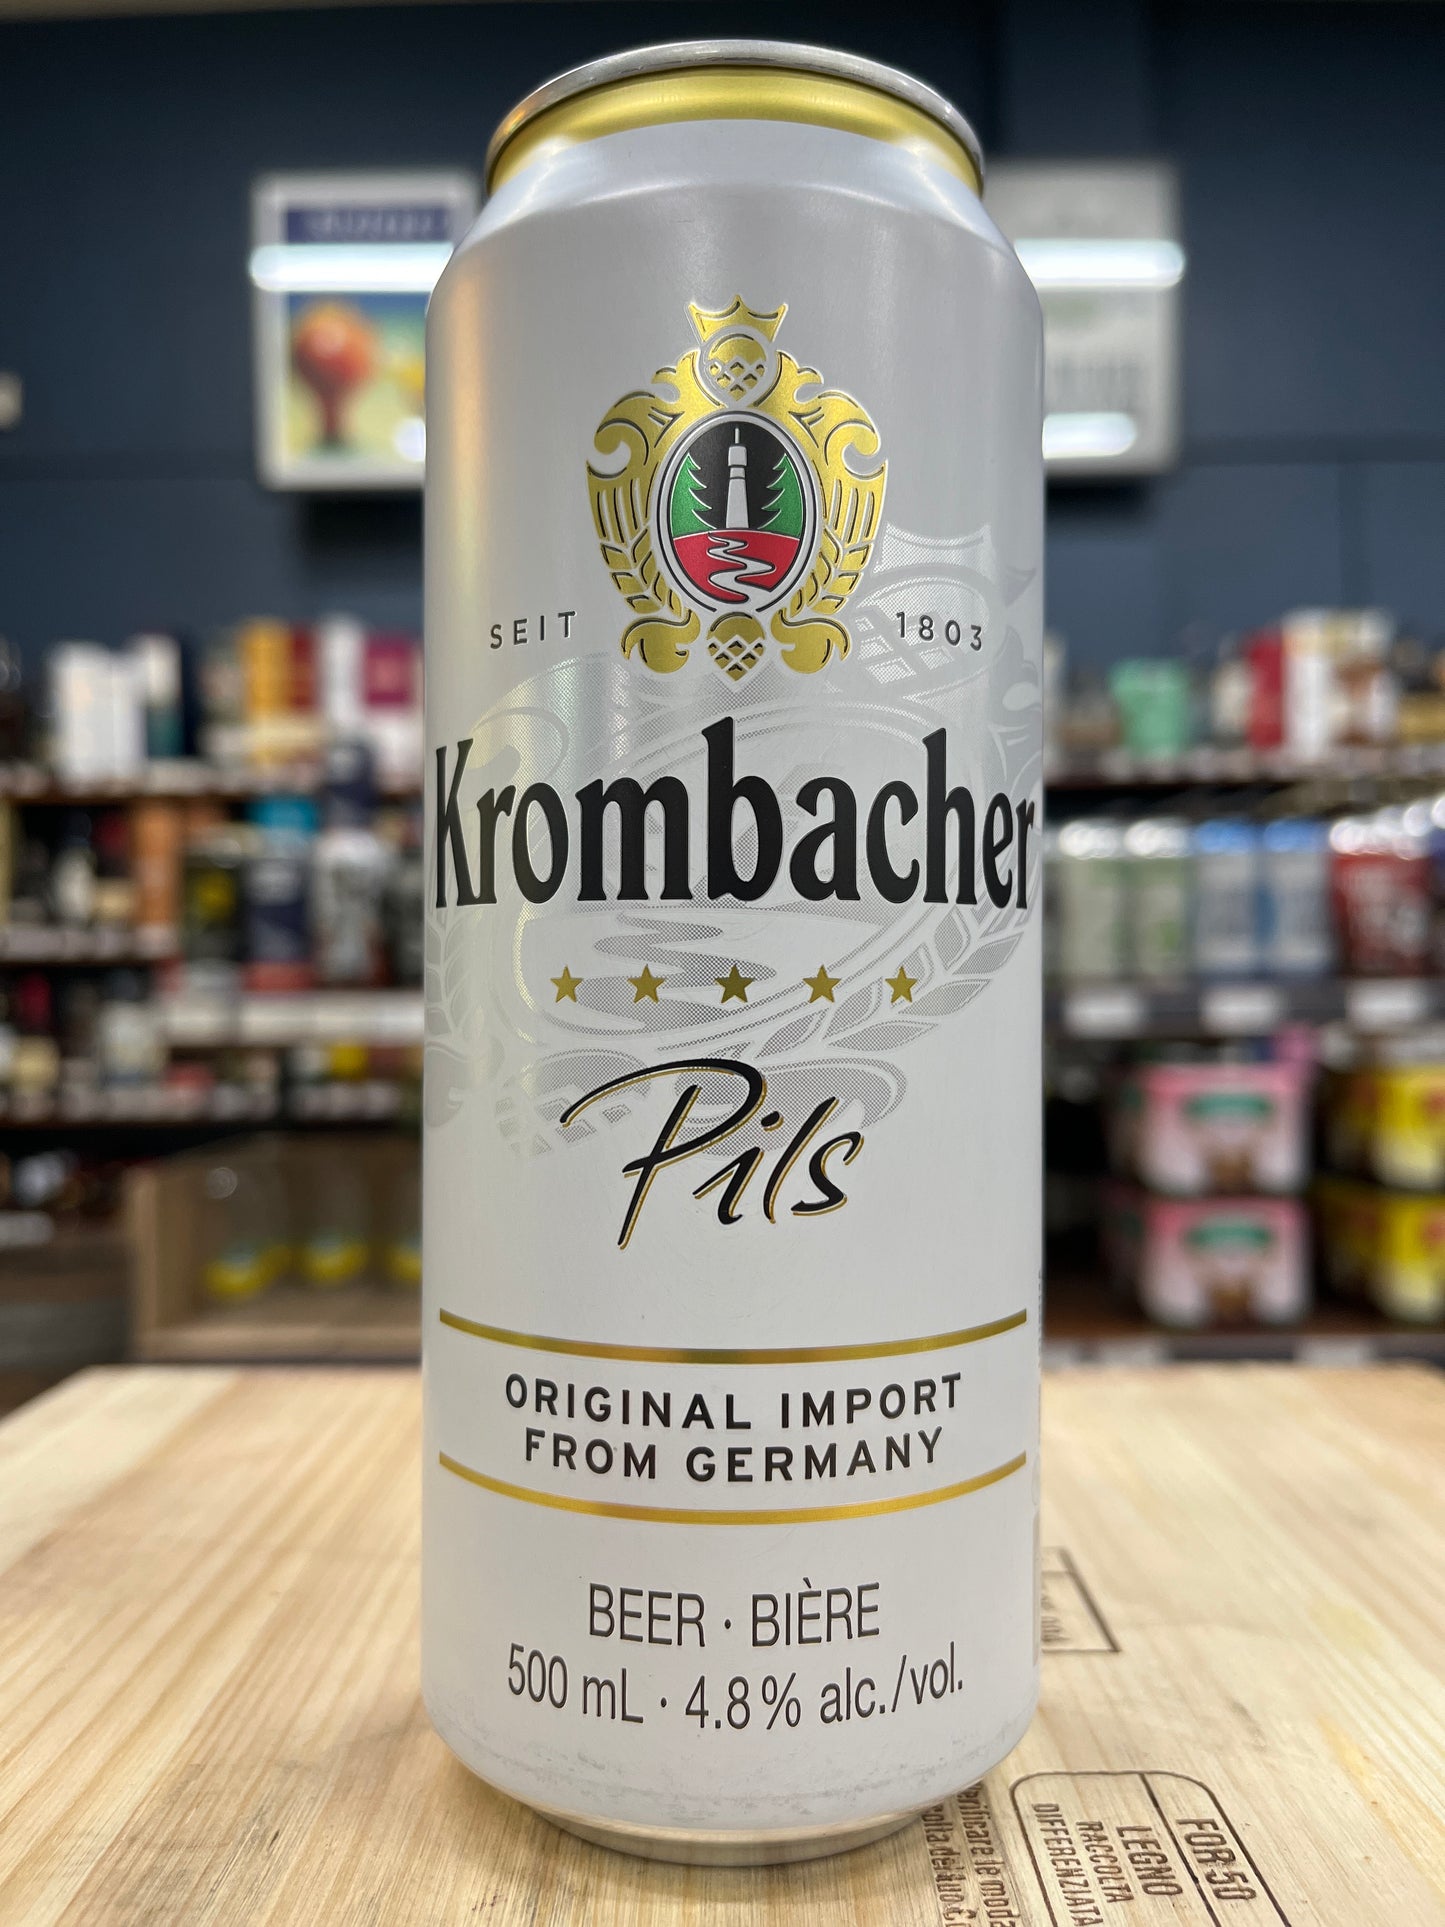 SEIT 1803
Krombacher
Pils
ORIGINAL IMPORT
FROM GERMANY
BEER · BIÈRE
500 mL · 4.8% alc./vol.
FOR 50
LEGNO
RACCOLTA
DIFFERENZIATA